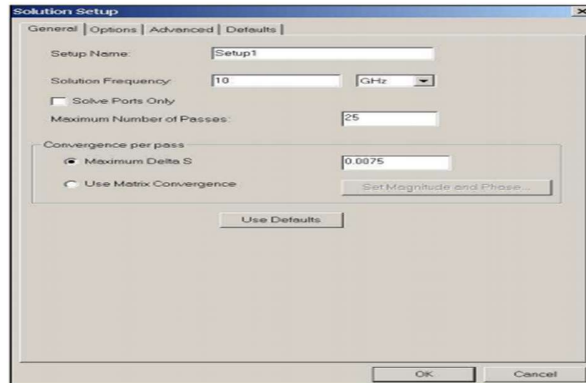 Solution Setup
General Options Advanced Defaults
Setup Name: Setup1
Solution Frequency: 10 GHz
Solve Ports Only
Maximum Number of Passes: 25
Convergence per pass
Maximum Delta S 0.0075
Use Matrix Convergence Set Magnitude and Phase...
Use Defaults
OK Cancel